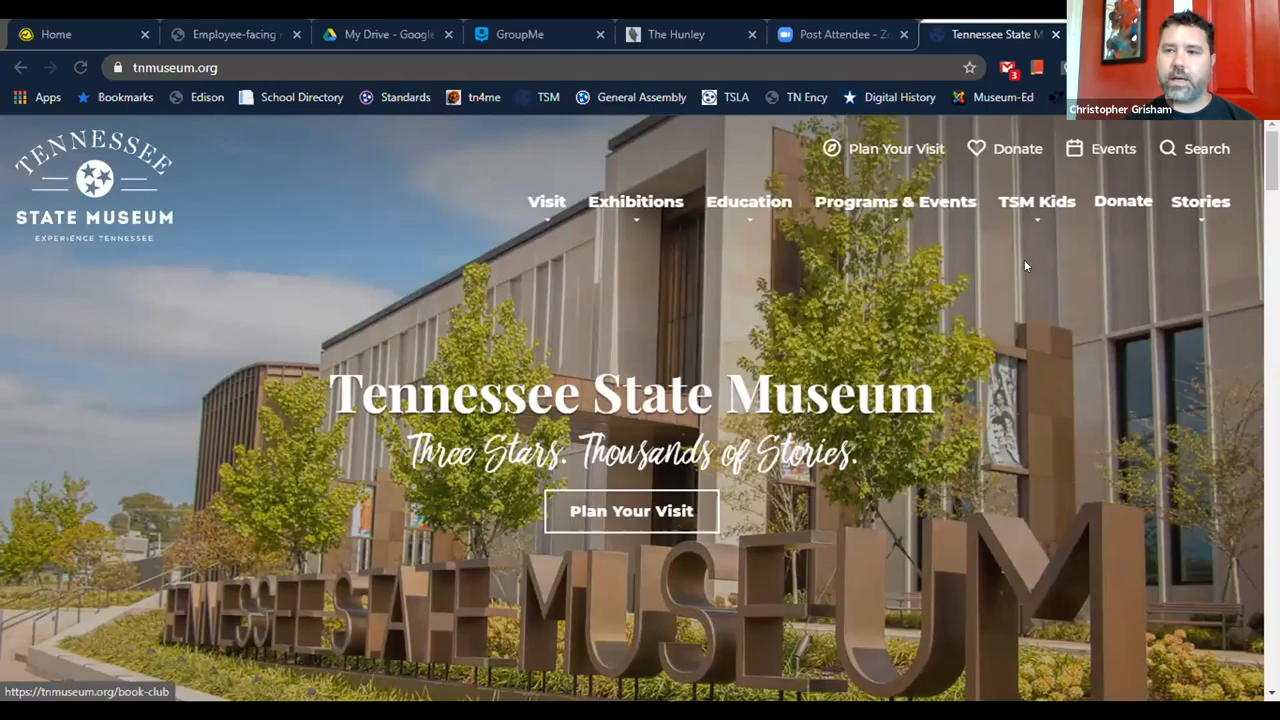 Home
Employee-facing r
My Drive - Google
GroupMe
The Hunley
Post Attendee - Zo
Tennessee State M
tnmuseum.org
3
Apps
Bookmarks
Edison
School Directory
Standards
tn4me
TSM
General Assembly
TSLA
TN Ency
Digital History
Museum-Ed
Christopher Grisham
TENNESSEE
STATE MUSEUM
EXPERIENCE TENNESSEE
Plan Your Visit
Donate
Events
Search
Visit
Exhibitions
Education
Programs & Events
TSM Kids
Donate
Stories
Tennessee State Museum
Three Stars. Thousands of Stories.
Plan Your Visit
TENNESSEE STATE MUSEUM
https://tnmuseum.org/book-club